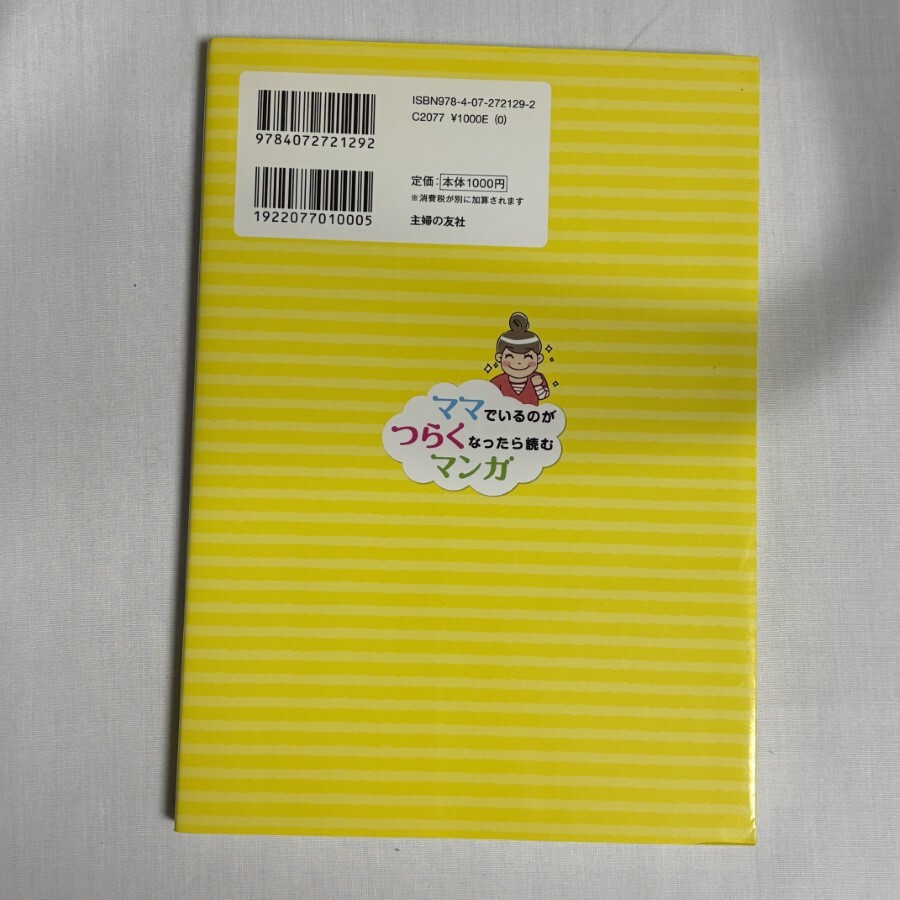 ISBN978-4-07-272129-2
C2077 ¥1000E (0)
9784072721292
定価：本体1000円
※消費税が別に加算されます
1922077010005
主婦の友社
ママでいるのが
つらくなったら読む
マンガ